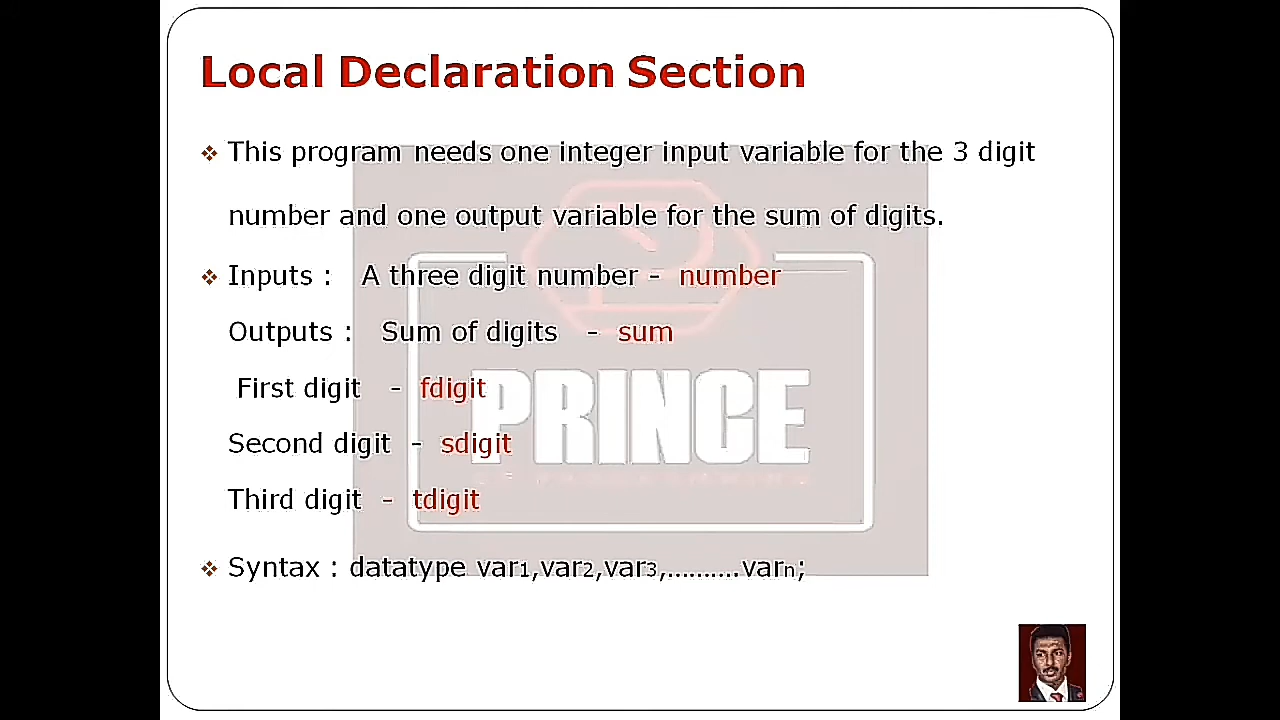 Local Declaration Section
This program needs one integer input variable for the 3 digit
number and one output variable for the sum of digits.
Inputs : A three digit number - number
Outputs : Sum of digits - sum
First digit - fdigit
PRINCE
Second digit - sdigit
Third digit - tdigit
Syntax : datatype var1,var2,var3,..........varn;